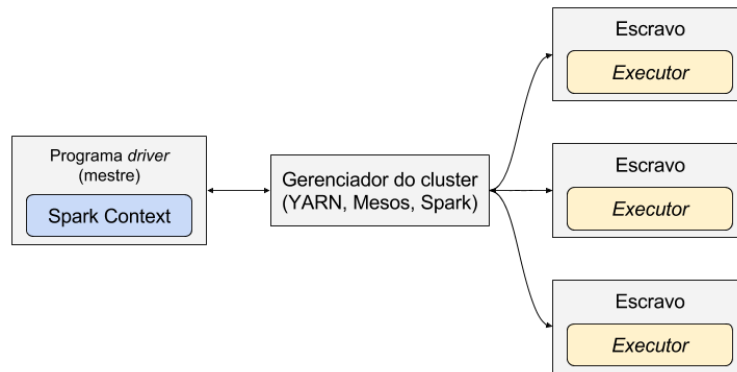 Programa driver
(mestre)
Spark Context
Gerenciador do cluster
(YARN, Mesos, Spark)
Escravo
Executor
Escravo
Executor
Escravo
Executor